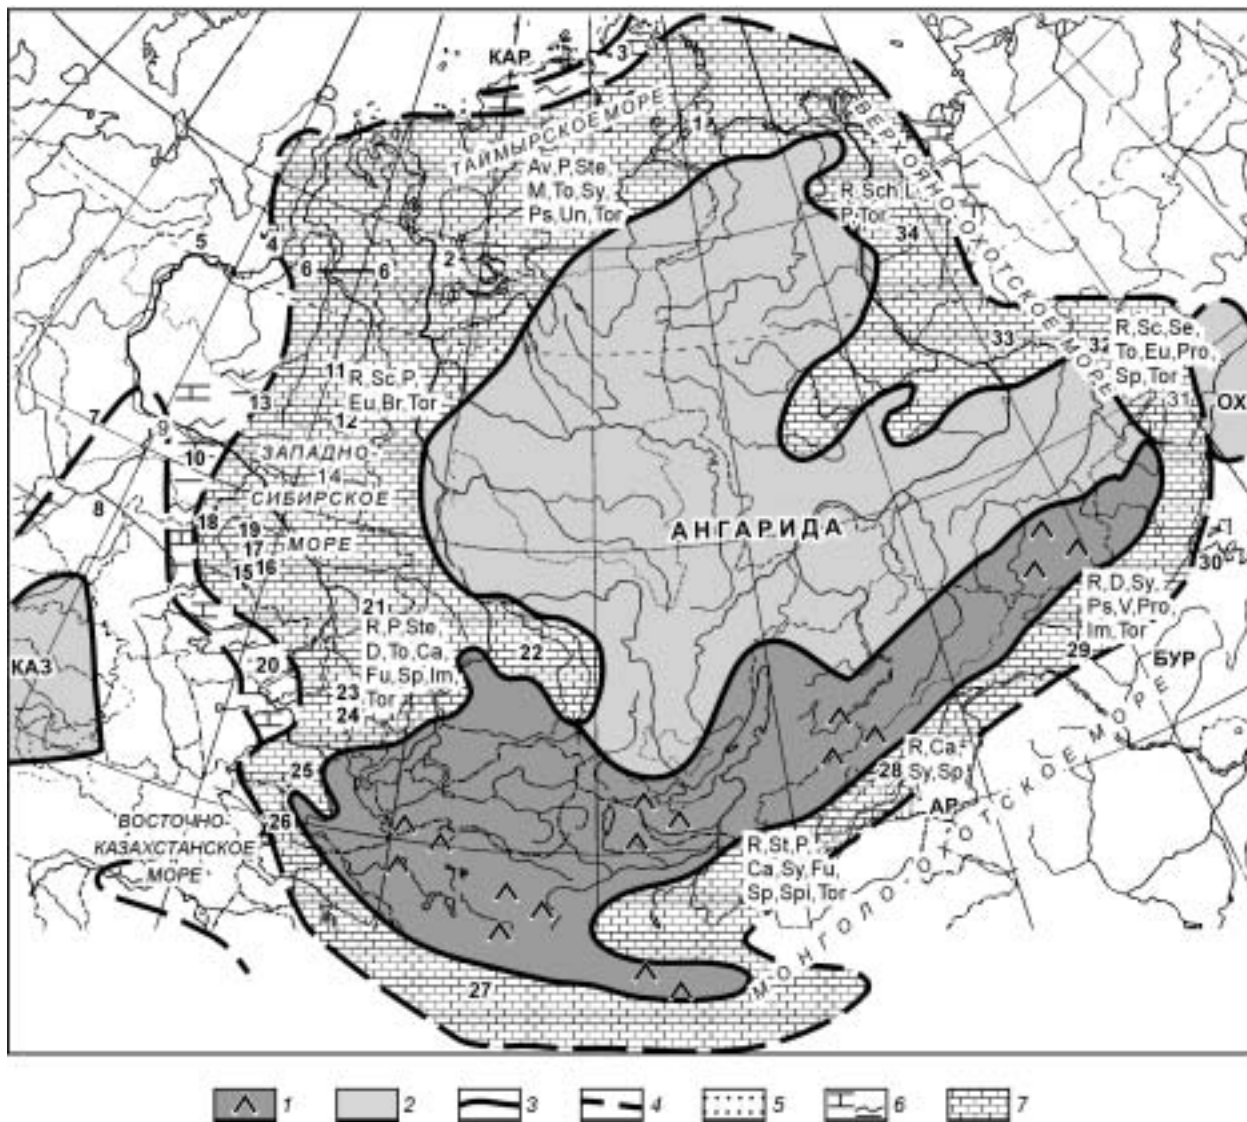 КАР
3
ТАЙМЫРСКОЕ МОРЕ
1
ВЕРХОЯНО-ОХОТСКОЕ МОРЕ
Av,P,Ste,
M,To,Sy,
Ps,Un,Tor
R,Sch,L,
P,Tor
34
5
4
6
6
2
33
32
R,Sc,Se,
To,Eu,Pro,
Sp,Tor
31
ОХ
11
R,Sc,P,
Eu,Br,Tor
12
13
7
9
10
8
ЗАПАДНО-
14
СИБИРСКОЕ
МОРЕ
18
19
17
15
16
АНГАРИДА
30
R,D,Sy,
Ps,V,Pro,
Im,Tor
29
БУР
21
R,P,Ste,
D,To,Ca,
Fu,Sp,Im,
Tor
22
КАЗ
20
23
24
25
26
R,Ca,
Sy,Sp
28
АР
ВОСТОЧНО-
КАЗАХСТАНСКОЕ
МОРЕ
R,St,P,
Ca,Sy,Fu,
Sp,Spi,Tor
МОНГОЛО-ОХОТСКОЕ МОРЕ
27
1
2
3
4
5
6
7